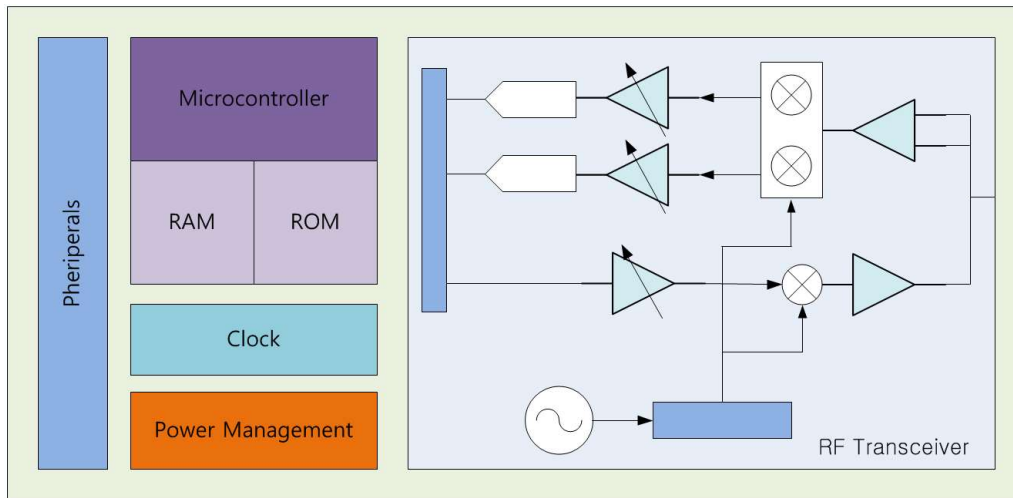 Pheriperals
Microcontroller
RAM
ROM
Clock
Power Management
RF Transceiver